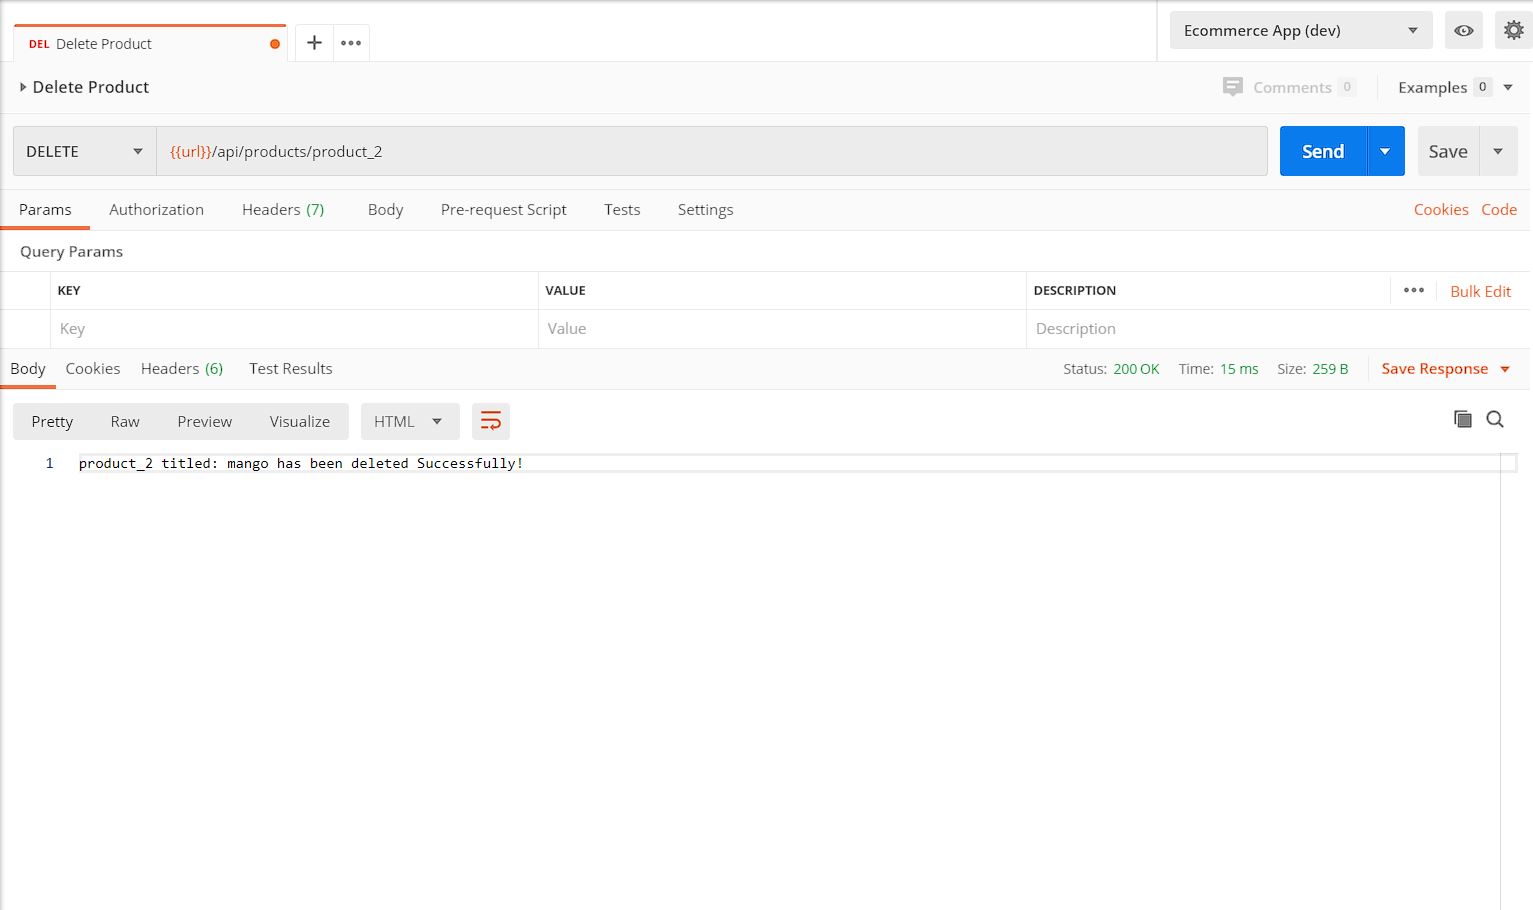 DEL Delete Product
Ecommerce App (dev)
Delete Product
Comments 0
Examples 0
DELETE
{{url}}/api/products/product_2
Send
Save
Params Authorization Headers (7) Body Pre-request Script Tests Settings
Cookies Code
Query Params
KEY VALUE DESCRIPTION Bulk Edit
Key Value Description
Body Cookies Headers (6) Test Results
Status: 200 OK Time: 15 ms Size: 259 B Save Response
Pretty Raw Preview Visualize HTML
1 product_2 titled: mango has been deleted Successfully!